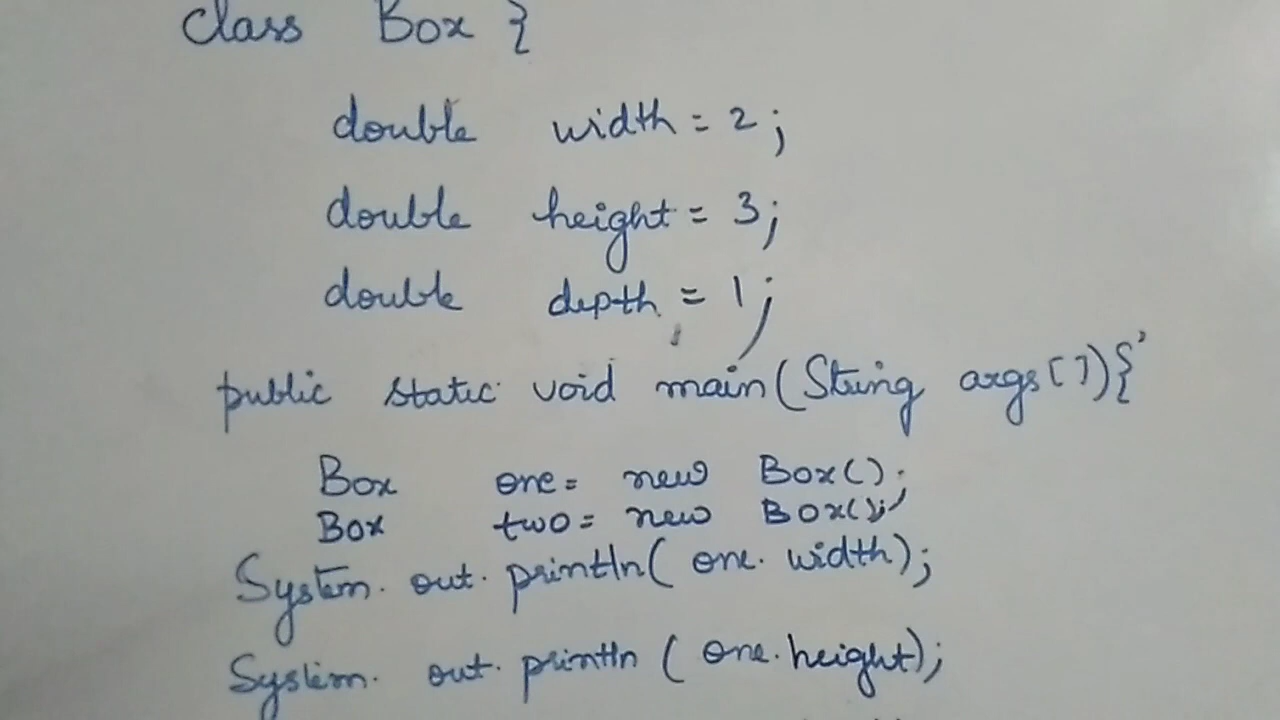 class Box {
double width = 2;
double height = 3;
double depth = 1;
public static void main(String args[]){
Box one = new Box();
Box two = new Box();
System.out.println( one.width);
System.out.println ( one.height);